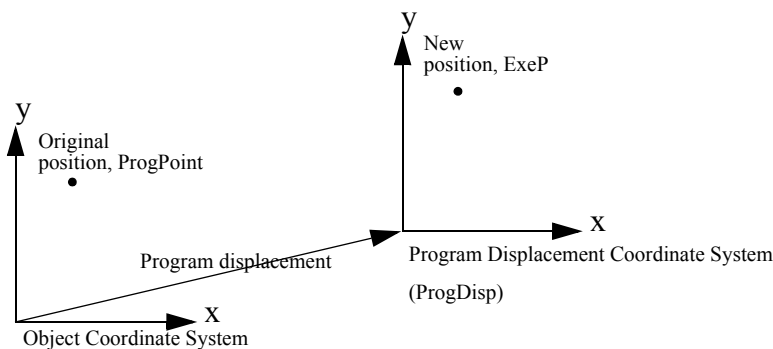 y
New
position, ExeP
y
Original
position, ProgPoint
x
Program displacement
Program Displacement Coordinate System
(ProgDisp)
x
Object Coordinate System